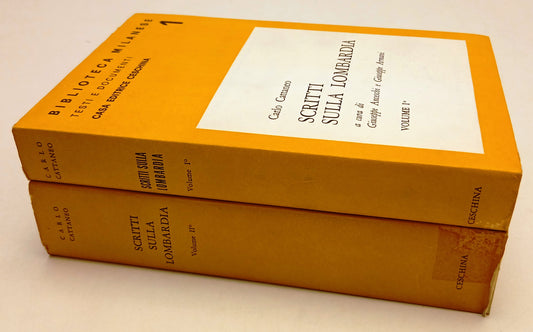 BIBLIOTECA MILANESE
TESTI E DOCUMENTI
CASA EDITRICE CESCHINA
1
Carlo Cattaneo
SCRITTI
SULLA LOMBARDIA
a cura di
Giuseppe Anceschi e Giuseppe Armani
VOLUME I°
CARLO
CATTANEO
SCRITTI SULLA
LOMBARDIA
Volume I°
CESCHINA
CARLO
CATTANEO
SCRITTI
SULLA
LOMBARDIA
Volume II°
CESCHINA